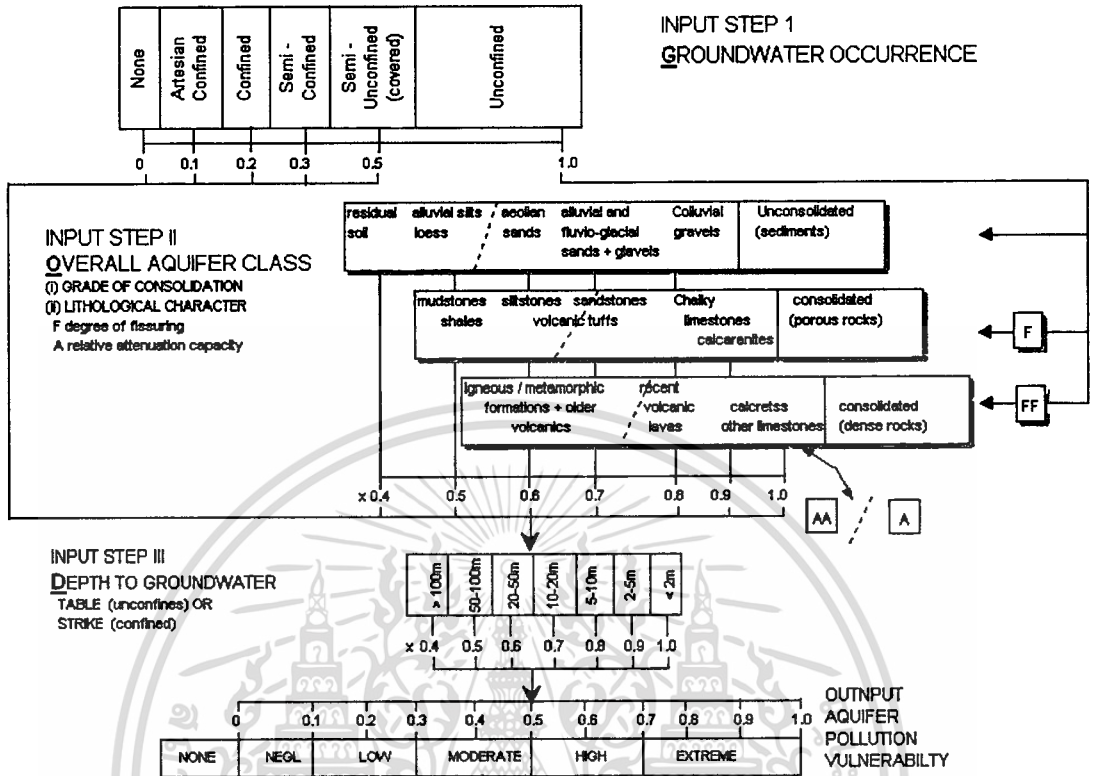 INPUT STEP 1
GROUNDWATER OCCURRENCE
None
Artesian
Confined
Confined
Semi -
Confined
Semi -
Unconfined
(covered)
Unconfined
0 0.1 0.2 0.3 0.5 1.0
INPUT STEP II
OVERALL AQUIFER CLASS
(i) GRADE OF CONSOLIDATION
(ii) LITHOLOGICAL CHARACTER
F degree of fissuring
A relative attenuation capacity
residual alluvial silts aeolian alluvial and Colluvial Unconsolidated
soil loess sands fluvio-glacial gravels (sediments)
sands + glavels
mudstones siltstones sandstones Chalky consolidated
shales volcanic tuffs limestones (porous rocks)
calcarenites
F
igneous / metamorphic recent
formations + older volcanic calcretss consolidated
volcanics lavas other limestones (dense rocks)
FF
x 0.4 0.5 0.6 0.7 0.8 0.9 1.0
AA A
INPUT STEP III
DEPTH TO GROUNDWATER
TABLE (unconfines) OR
STRIKE (confined)
> 100m
50-100m
20-50m
10-20m
5-10m
2-5m
< 2m
x 0.4 0.5 0.6 0.7 0.8 0.9 1.0
0 0.1 0.2 0.3 0.4 0.5 0.6 0.7 0.8 0.9 1.0
NONE NEGL LOW MODERATE HIGH EXTREME
OUTNPUT
AQUIFER
POLLUTION
VULNERABILTY